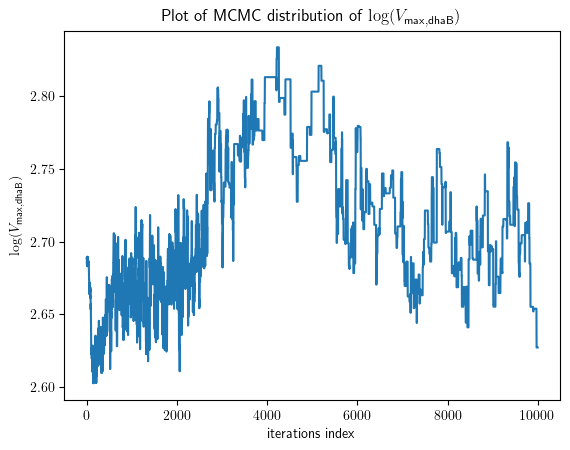 Plot of MCMC distribution of log(V_max,dhaB)
log(V_max,dhaB)
2.80
2.75
2.70
2.65
2.60
0 2000 4000 6000 8000 10000
iterations index